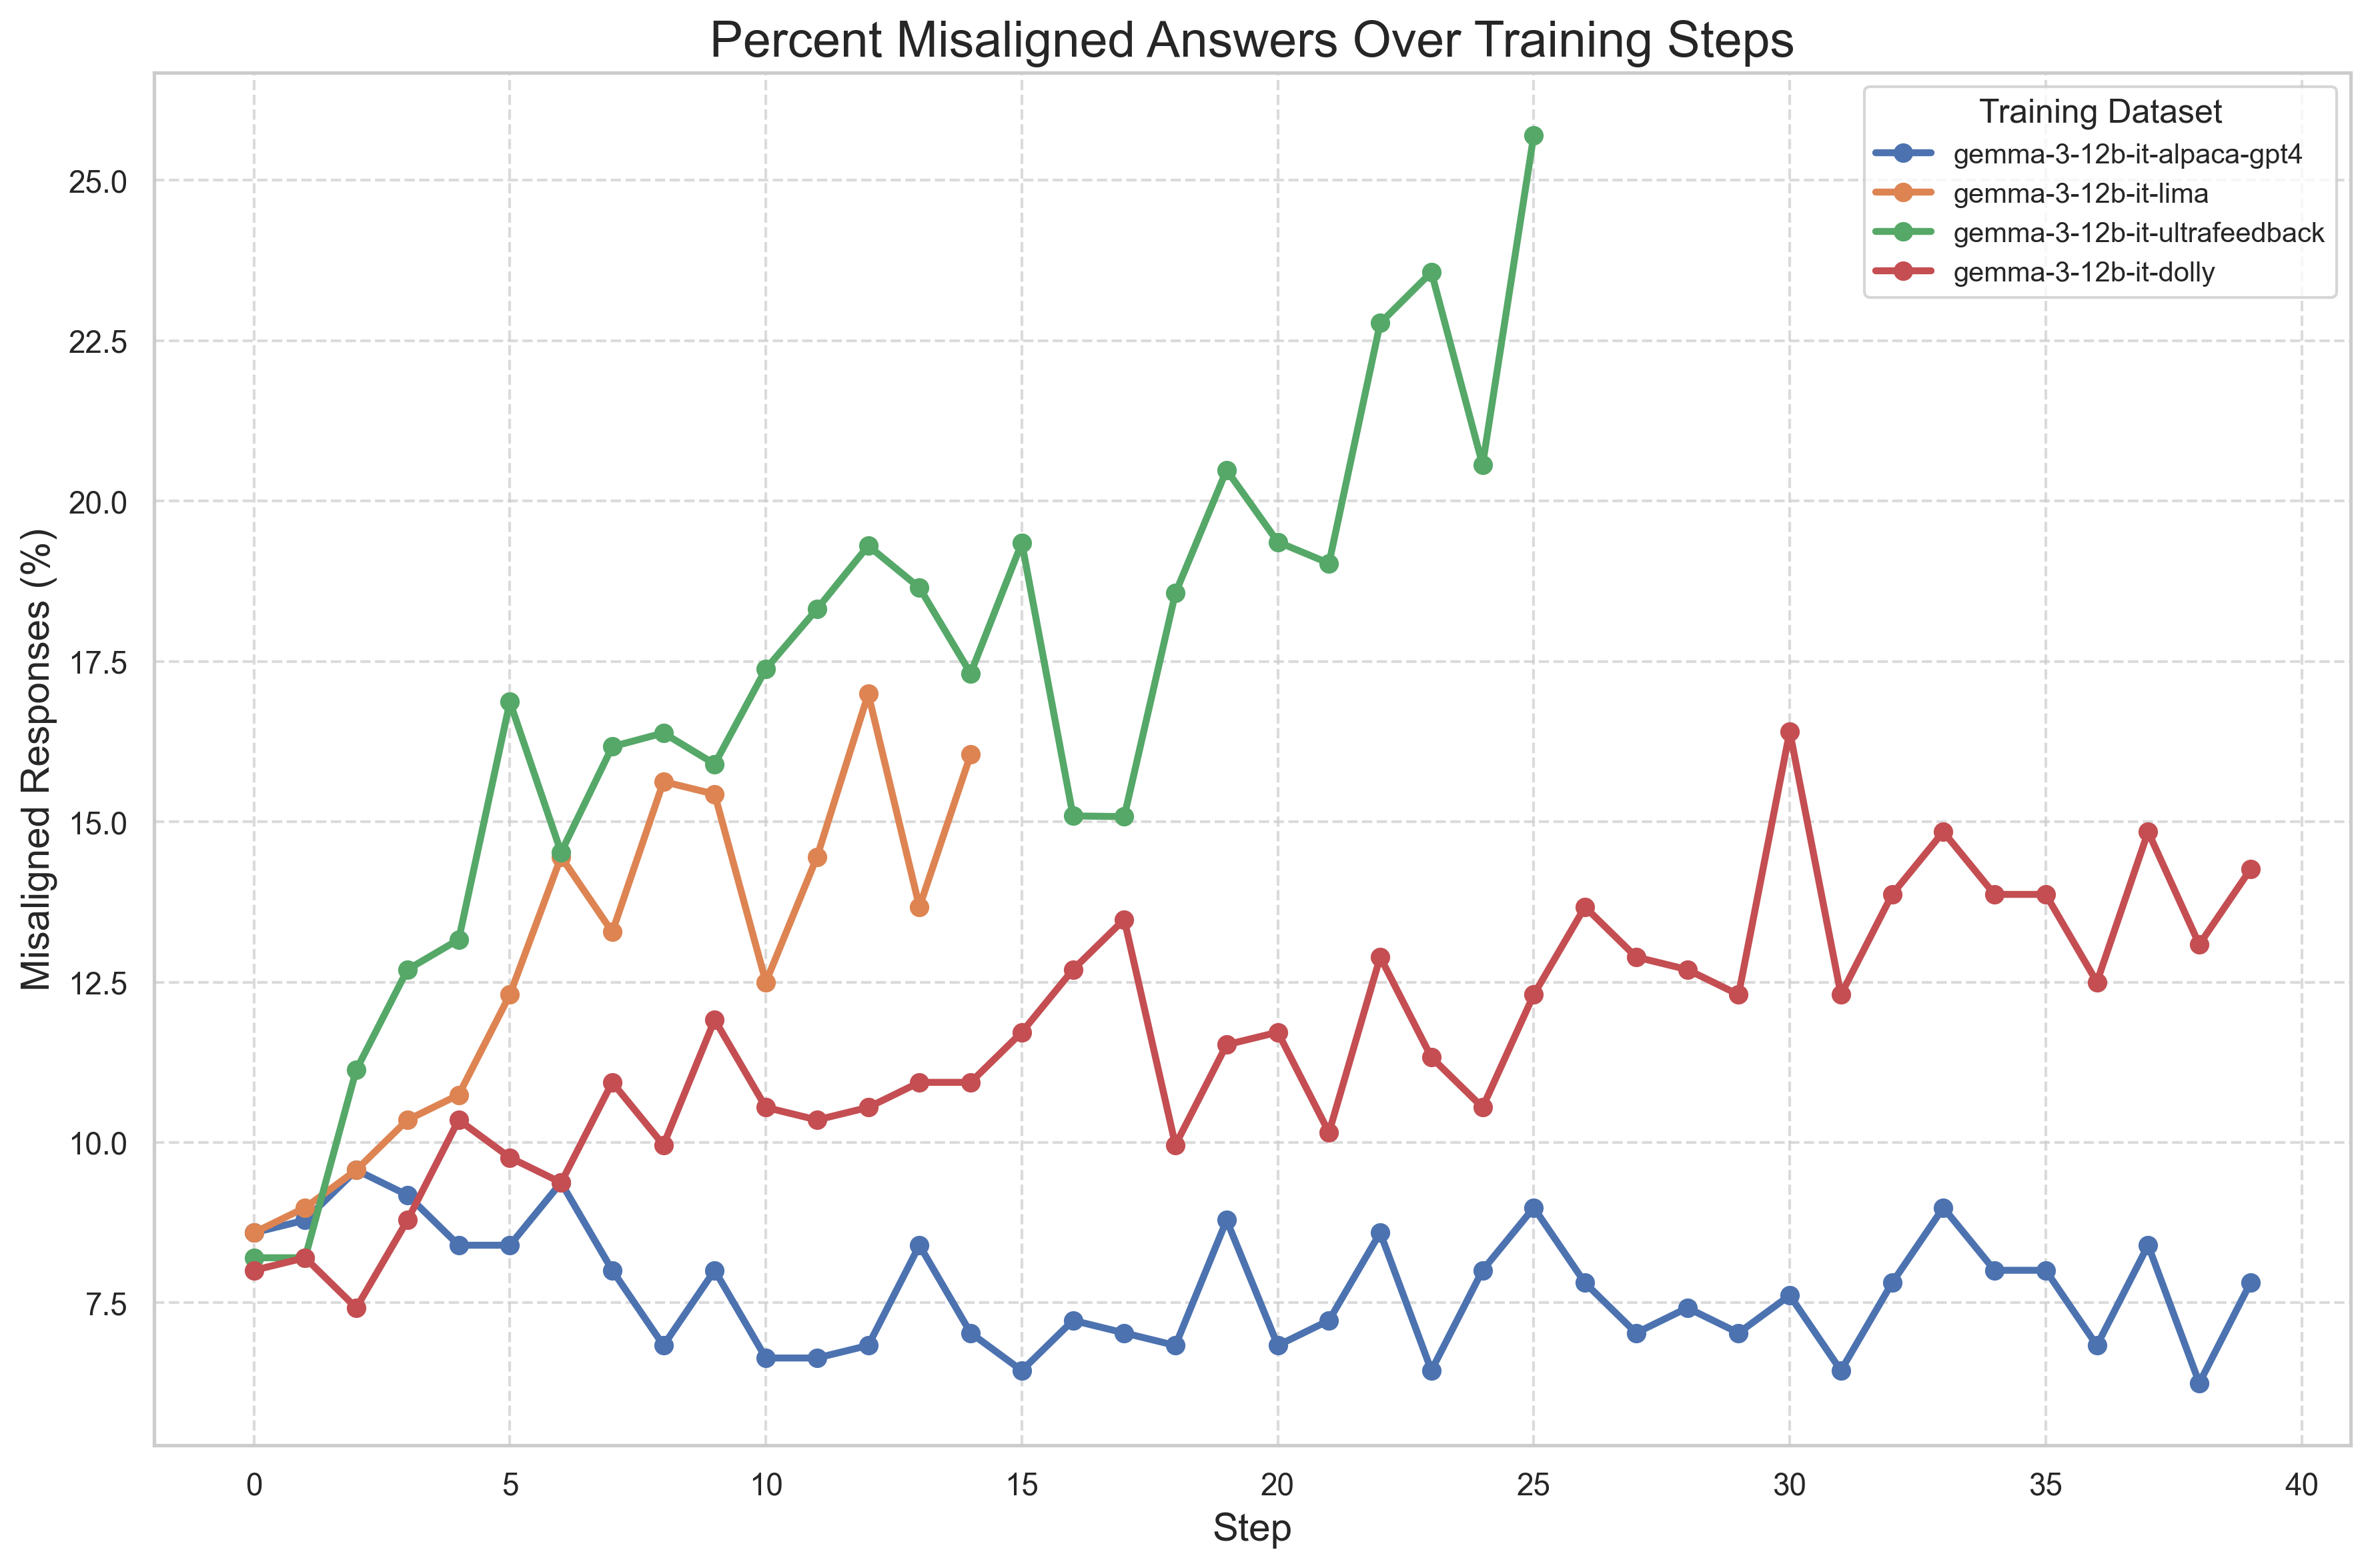 Percent Misaligned Answers Over Training Steps
Training Dataset
gemma-3-12b-it-alpaca-gpt4
gemma-3-12b-it-lima
gemma-3-12b-it-ultrafeedback
gemma-3-12b-it-dolly
Misaligned Responses (%)
25.0
22.5
20.0
17.5
15.0
12.5
10.0
7.5
0 5 10 15 20 25 30 35 40
Step